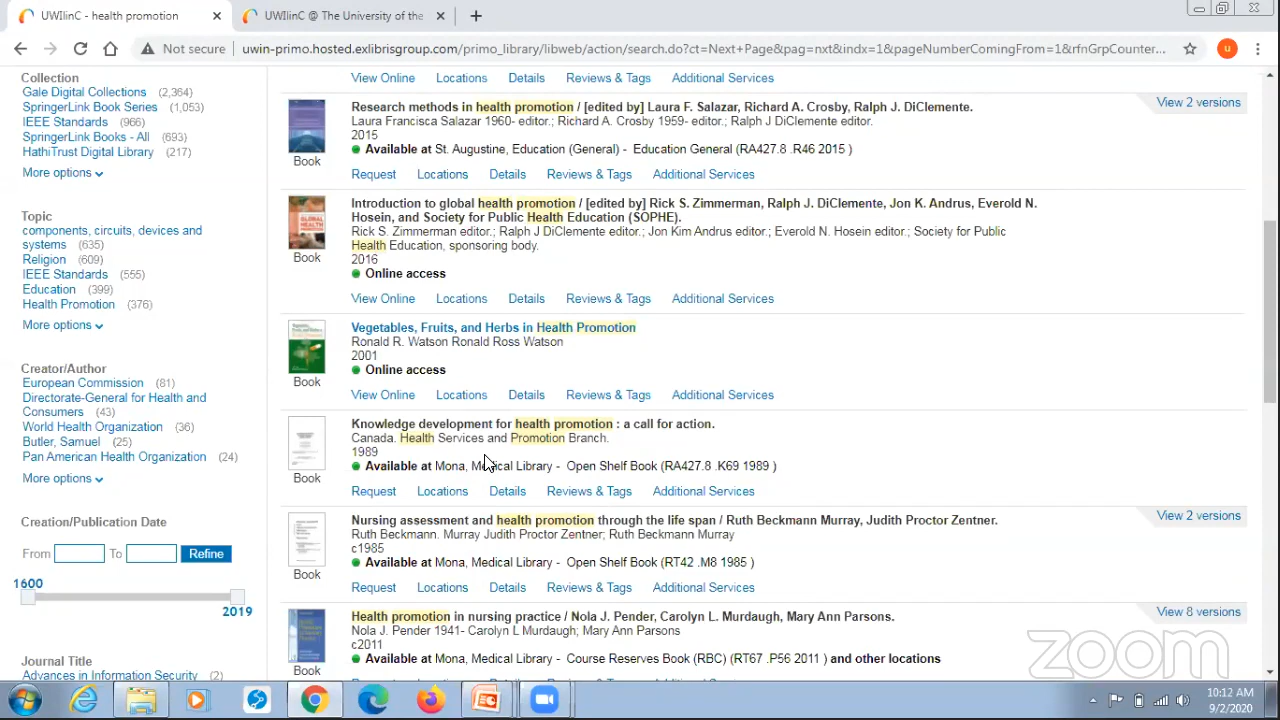 UWIlinC - health promotion
UWIlinC @ The University of the
Not secure
uwin-primo.hosted.exlibrisgroup.com/primo_library/libweb/action/search.do?ct=Next+Page&pag=nxt&indx=1&pageNumberComingFrom=1&rfnGrpCounter...
u
Collection
Gale Digital Collections (2,364)
SpringerLink Book Series (1,053)
IEEE Standards (966)
SpringerLink Books - All (693)
HathiTrust Digital Library (217)
More options
Topic
components, circuits, devices and
systems (635)
Religion (609)
IEEE Standards (555)
Education (399)
Health Promotion (376)
More options
Creator/Author
European Commission (81)
Directorate-General for Health and
Consumers (43)
World Health Organization (36)
Butler, Samuel (25)
Pan American Health Organization (24)
More options
Creation/Publication Date
From To Refine
1600
2019
Journal Title
Advances in Information Security (2)
View Online Locations Details Reviews & Tags Additional Services
Research methods in health promotion / [edited by] Laura F. Salazar, Richard A. Crosby, Ralph J. DiClemente.
View 2 versions
Laura Francisca Salazar 1960- editor.; Richard A. Crosby 1959- editor.; Ralph J DiClemente editor.
2015
Available at St. Augustine, Education (General) - Education General (RA427.8 .R46 2015 )
Book
Request Locations Details Reviews & Tags Additional Services
Introduction to global health promotion / [edited by] Rick S. Zimmerman, Ralph J. DiClemente, Jon K. Andrus, Everold N.
Hosein, and Society for Public Health Education (SOPHE).
Rick S. Zimmerman editor.; Ralph J DiClemente editor.; Jon Kim Andrus editor.; Everold N. Hosein editor.; Society for Public
Health Education, sponsoring body.
2016
GLOBAL
HEALTH
Book
Online access
View Online Locations Details Reviews & Tags Additional Services
Vegetables, Fruits, and Herbs in Health Promotion
Ronald R. Watson Ronald Ross Watson
2001
Online access
Book
View Online Locations Details Reviews & Tags Additional Services
Knowledge development for health promotion : a call for action.
Canada. Health Services and Promotion Branch.
1989
Available at Mona, Medical Library - Open Shelf Book (RA427.8 .K69 1989 )
Book
Request Locations Details Reviews & Tags Additional Services
Nursing assessment and health promotion through the life span / Ruth Beckmann Murray, Judith Proctor Zentner.
View 2 versions
Ruth Beckmann. Murray Judith Proctor Zentner; Ruth Beckmann Murray
c1985
Available at Mona, Medical Library - Open Shelf Book (RT42 .M8 1985 )
Book
Request Locations Details Reviews & Tags Additional Services
Health promotion in nursing practice / Nola J. Pender, Carolyn L. Murdaugh, Mary Ann Parsons.
View 8 versions
Nola J. Pender 1941- Carolyn L Murdaugh; Mary Ann Parsons
c2011
Available at Mona Medical Library - Course Reserves Book (RBC) (RT67 .P56 2011 ) and other locations
Book
zoom
10:12 AM
9/2/2020